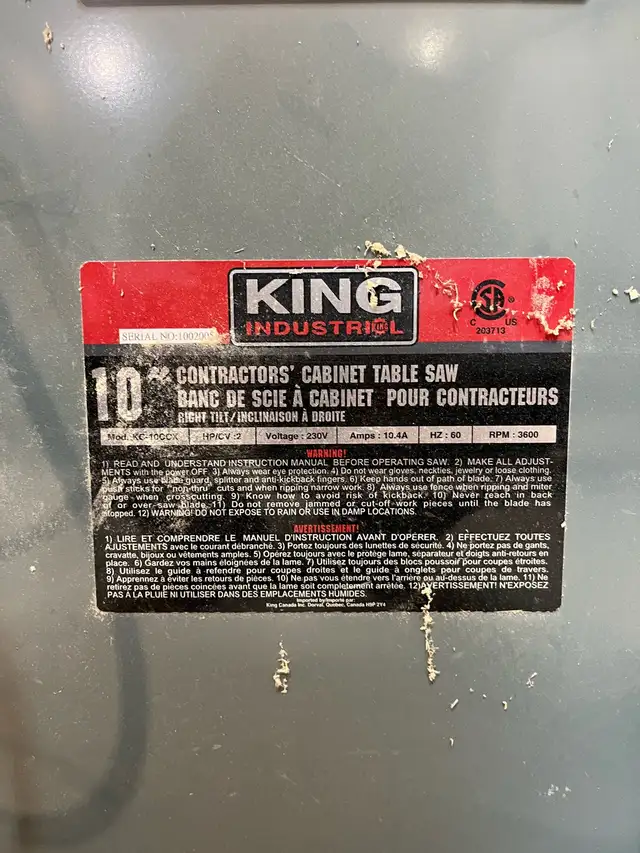 KING
INDUSTRIAL
SERIAL NO:100200
C US
203713
10" CONTRACTORS' CABINET TABLE SAW
BANC DE SCIE À CABINET POUR CONTRACTEURS
RIGHT TILT/INCLINAISON À DROITE
Mod. KC-10CCX HP/CV :2 Voltage : 230V Amps : 10.4A HZ : 60 RPM : 3600
WARNING!
1) READ AND UNDERSTAND INSTRUCTION MANUAL BEFORE OPERATING SAW. 2) MAKE ALL ADJUST-
MENTS with the power OFF. 3) Always wear eye protection. 4) Do not wear gloves, neckties, jewelry or loose clothing.
5) Always use blade guard, splitter and anti-kickback fingers. 6) Keep hands out of path of blade. 7) Always use
push sticks for "non-thru" cuts and when ripping narrow work. 8) Always use fence when ripping and miter
gauge when crosscutting. 9) Know how to avoid risk of kickback. 10) Never reach in back
of or over saw blade. 11) Do not remove jammed or cut-off work pieces until the blade has
stopped. 12) WARNING! DO NOT EXPOSE TO RAIN OR USE IN DAMP LOCATIONS.
AVERTISSEMENT!
1) LIRE ET COMPRENDRE LE MANUEL D'INSTRUCTION AVANT D'OPÉRER. 2) EFFECTUEZ TOUTES
AJUSTEMENTS avec le courant débranché. 3) Portez toujours des lunettes de sécurité. 4) Ne portez pas de gants,
cravatte, bijoux ou vêtements amples. 5) Opérez toujours avec le protège lame, séparateur et doigts anti-retours en
place. 6) Gardez vos mains éloignées de la lame. 7) Utilisez toujours des blocs poussoir pour coupes étroites.
8) Utilisez le guide à refendre pour coupes droites et le guide à onglets pour coupes de travers.
9) Apprennez à éviter les retours de pièces. 10) Ne pas vous étendre vers l'arrière ou au-dessus de la lame. 11) Ne
retirez pas de pièces coincées avant que la lame soit complètement arrêtée. 12)AVERTISSEMENT! N'EXPOSEZ
PAS À LA PLUIE NI UTILISER DANS DES EMPLACEMENTS HUMIDES.
Imported by/Importé par:
King Canada Inc. Dorval, Quebec, Canada H9P 2Y4